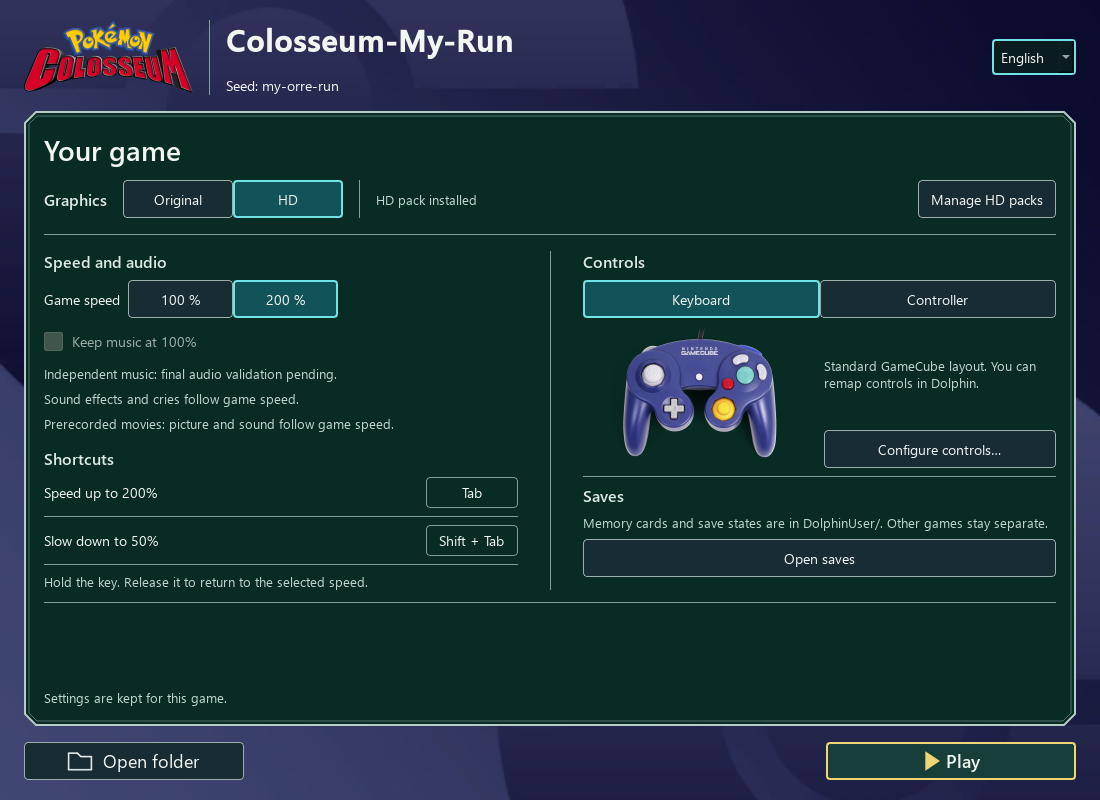 POKéMON
COLOSSEUM
Colosseum-My-Run
Seed: my-orre-run
English
Your game
Graphics
Original
HD
HD pack installed
Manage HD packs
Speed and audio
Game speed
100 %
200 %
Keep music at 100%
Independent music: final audio validation pending.
Sound effects and cries follow game speed.
Prerecorded movies: picture and sound follow game speed.
Shortcuts
Speed up to 200%
Tab
Slow down to 50%
Shift + Tab
Hold the key. Release it to return to the selected speed.
Controls
Keyboard
Controller
NINTENDO
GAMECUBE
Standard GameCube layout. You can
remap controls in Dolphin.
Configure controls...
Saves
Memory cards and save states are in DolphinUser/. Other games stay separate.
Open saves
Settings are kept for this game.
Open folder
Play